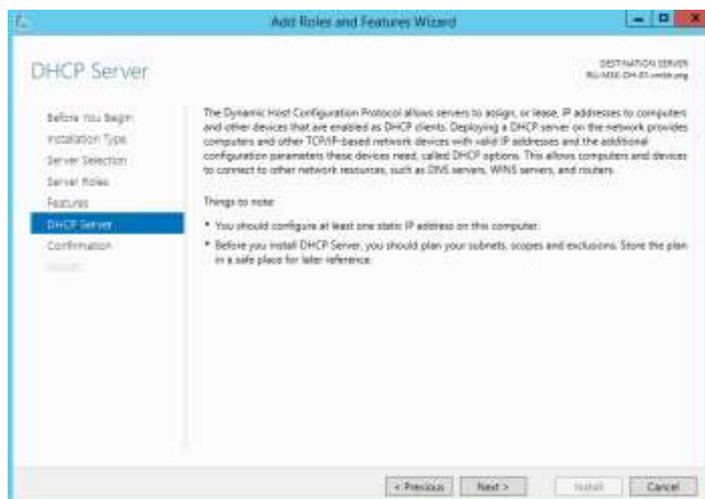 Add Roles and Features Wizard
DHCP Server
DESTINATION SERVER
Before You Begin
Installation Type
Server Selection
Server Roles
Features
DHCP Server
Confirmation
Results
The Dynamic Host Configuration Protocol allows servers to assign, or lease, IP addresses to computers
and other devices that are enabled as DHCP clients. Deploying a DHCP server on the network provides
computers and other TCP/IP-based network devices with valid IP addresses and the additional
configuration parameters these devices need, called DHCP options. This allows computers and devices
to connect to other network resources, such as DNS servers, WINS servers, and routers.
Things to note:
• You should configure at least one static IP address on this computer.
• Before you install DHCP Server, you should plan your subnets, scopes and exclusions. Store the plan
in a safe place for later reference.
< Previous
Next >
Install
Cancel